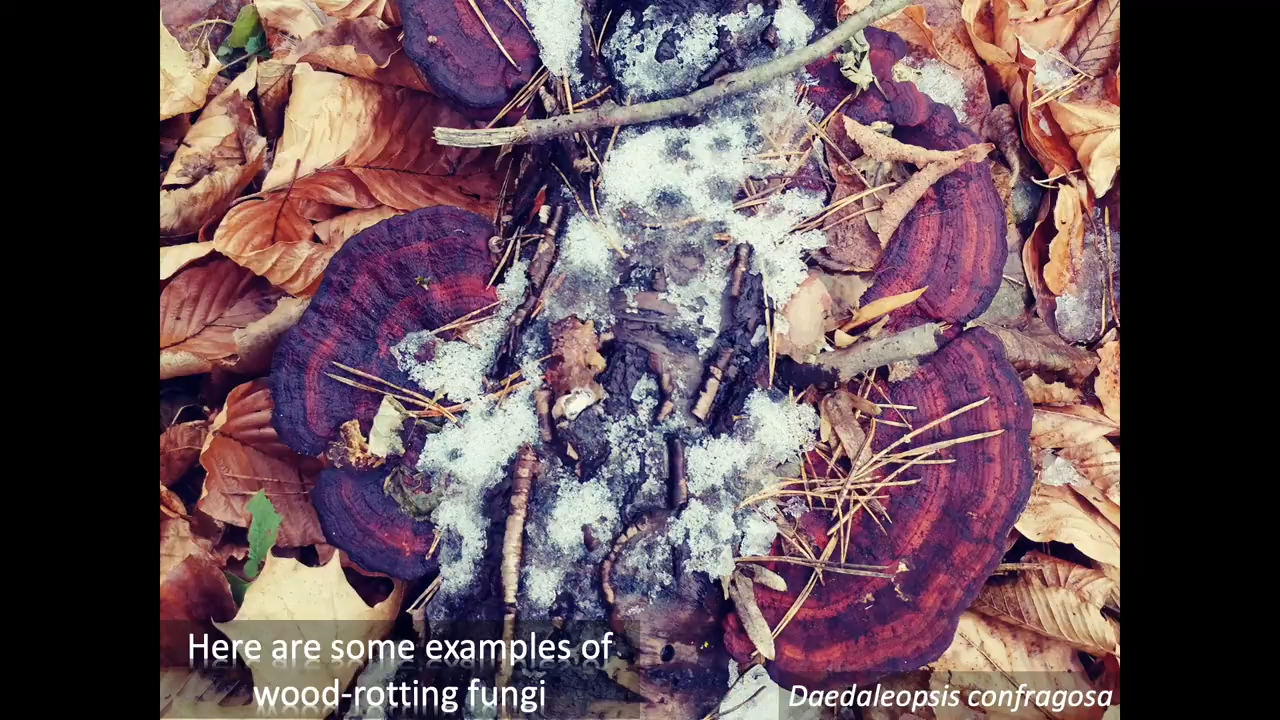 Here are some examples of
wood-rotting fungi
Daedaleopsis confragosa